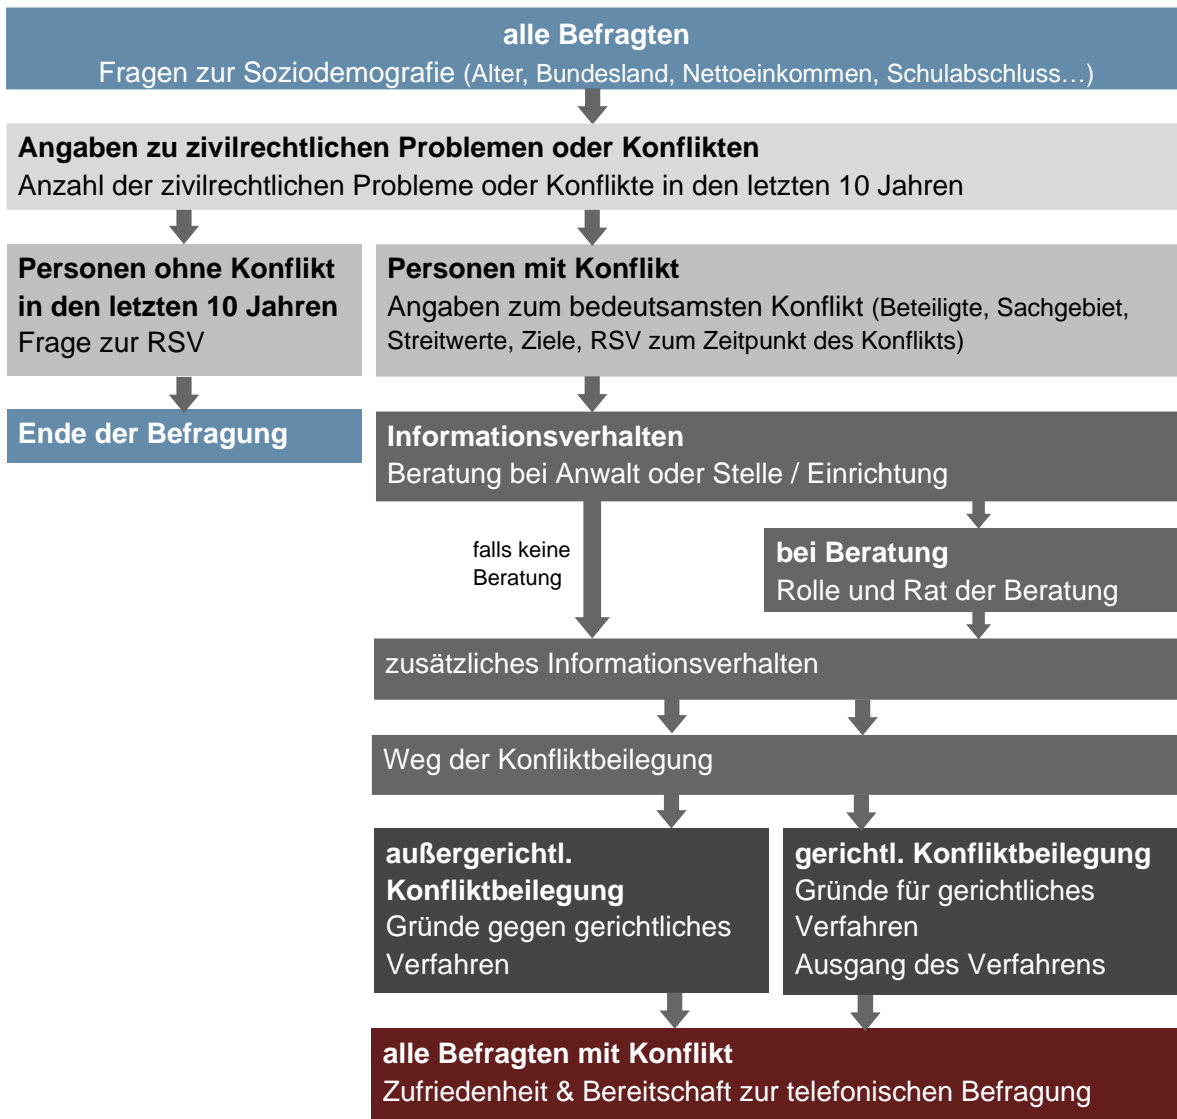 alle Befragten
Fragen zur Soziodemografie (Alter, Bundesland, Nettoeinkommen, Schulabschluss…)
Angaben zu zivilrechtlichen Problemen oder Konflikten
Anzahl der zivilrechtlichen Probleme oder Konflikte in den letzten 10 Jahren
Personen ohne Konflikt
in den letzten 10 Jahren
Frage zur RSV
Personen mit Konflikt
Angaben zum bedeutsamsten Konflikt (Beteiligte, Sachgebiet,
Streitwerte, Ziele, RSV zum Zeitpunkt des Konflikts)
Ende der Befragung
Informationsverhalten
Beratung bei Anwalt oder Stelle / Einrichtung
falls keine
Beratung
bei Beratung
Rolle und Rat der Beratung
zusätzliches Informationsverhalten
Weg der Konfliktbeilegung
außergerichtl.
Konfliktbeilegung
Gründe gegen gerichtliches
Verfahren
gerichtl. Konfliktbeilegung
Gründe für gerichtliches
Verfahren
Ausgang des Verfahrens
alle Befragten mit Konflikt
Zufriedenheit & Bereitschaft zur telefonischen Befragung